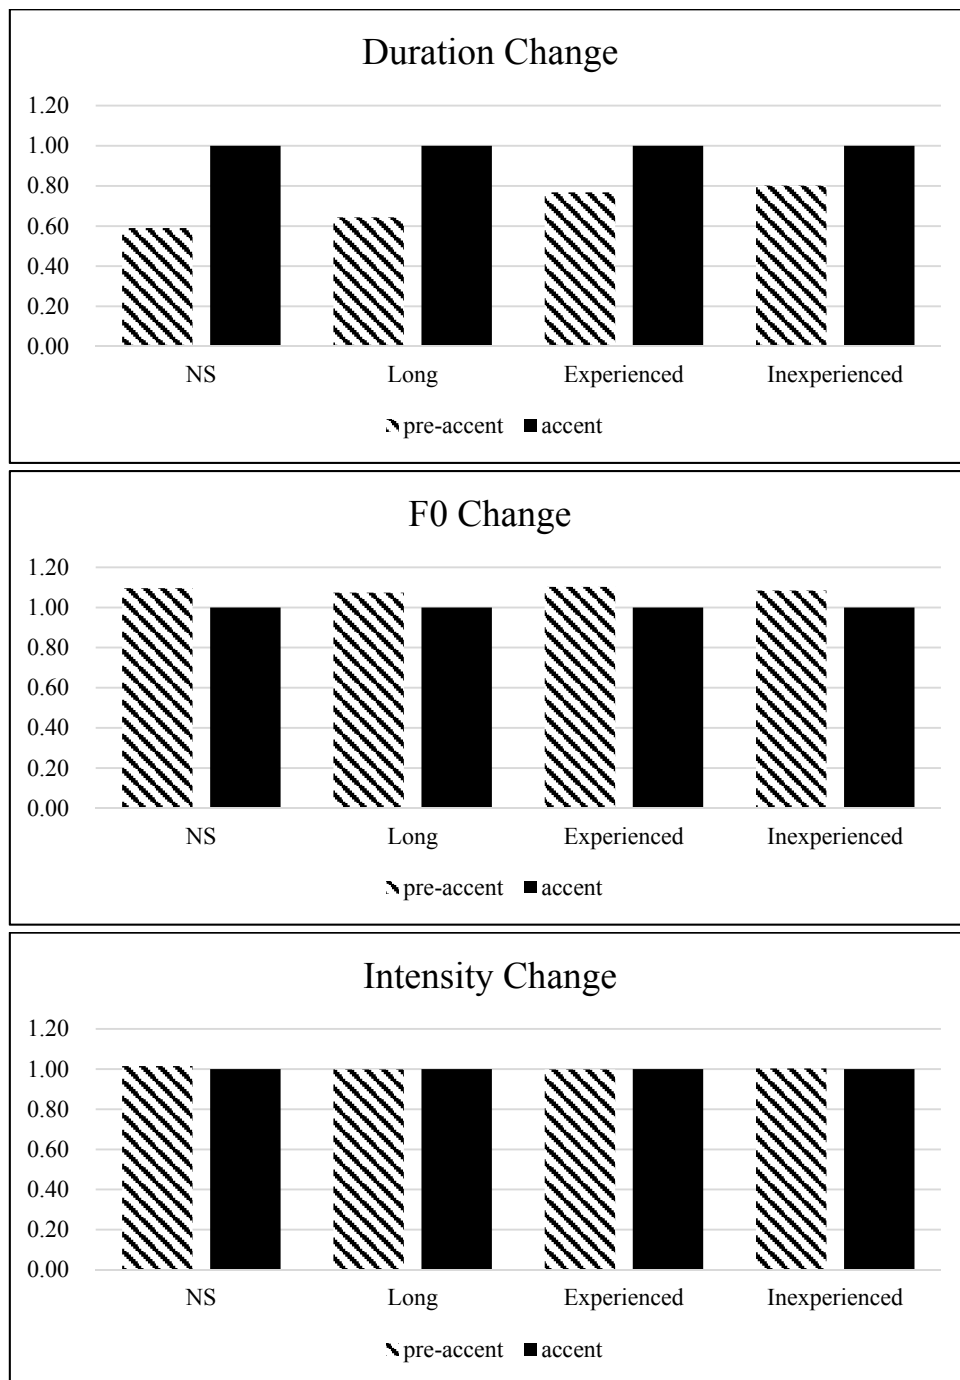 Duration Change
1.20
1.00
0.80
0.60
0.40
0.20
0.00
NS Long Experienced Inexperienced
pre-accent accent
F0 Change
1.20
1.00
0.80
0.60
0.40
0.20
0.00
NS Long Experienced Inexperienced
pre-accent accent
Intensity Change
1.20
1.00
0.80
0.60
0.40
0.20
0.00
NS Long Experienced Inexperienced
pre-accent accent